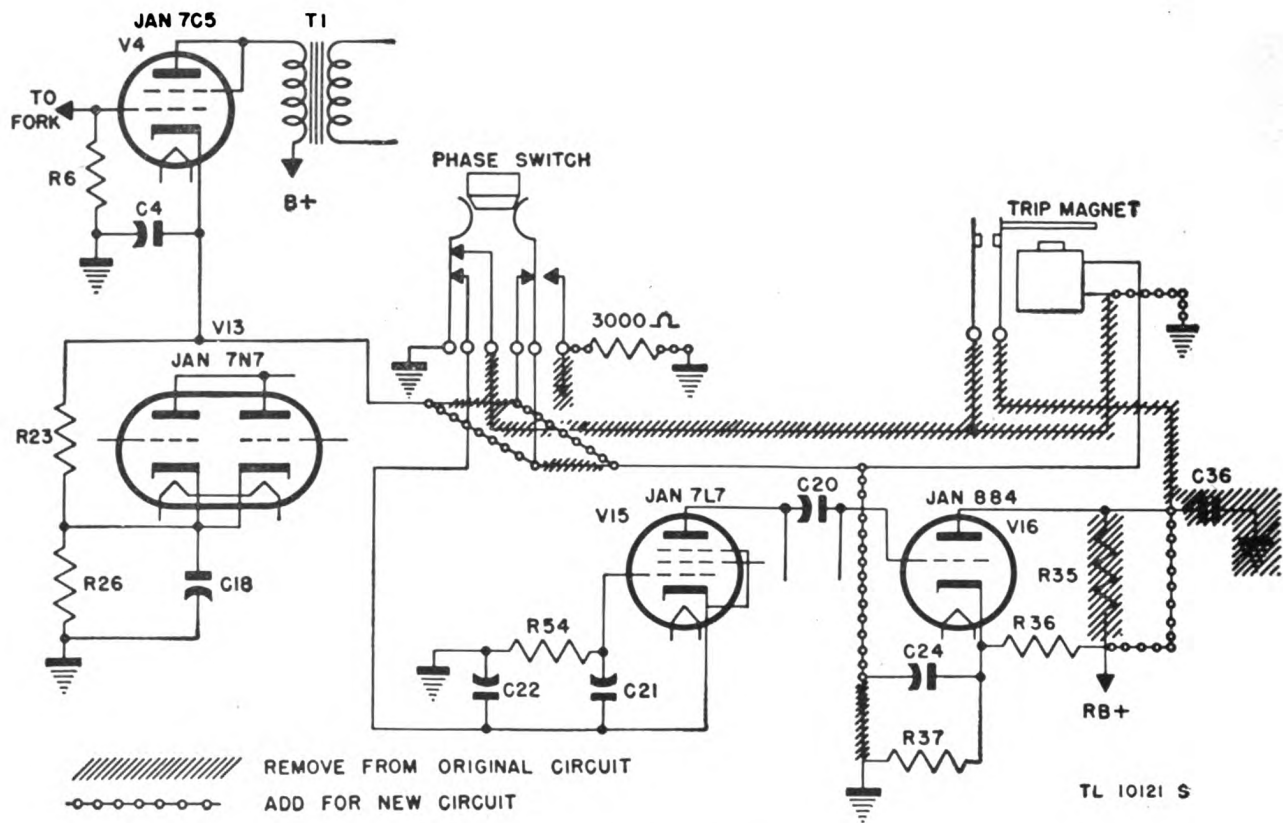 JAN 7C5
T1
V4
TO
FORK
R6
C4
B+
PHASE SWITCH
TRIP MAGNET
3000 Ω
V13
JAN 7N7
R23
R26
C18
C20
C36
JAN 7L7
V15
JAN 884
V16
R35
R54
R36
C22
C21
C24
RB+
R37
REMOVE FROM ORIGINAL CIRCUIT
ADD FOR NEW CIRCUIT
TL 10121 S